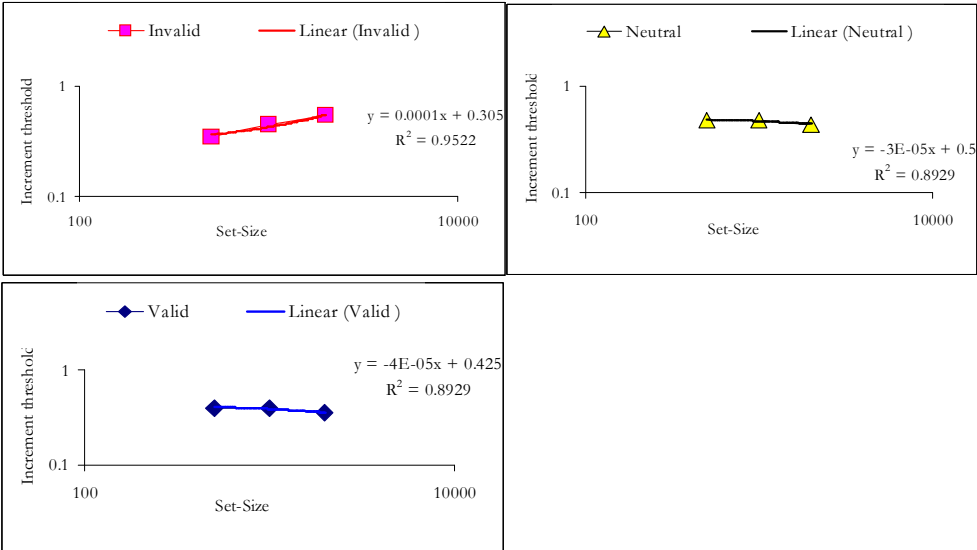 Invalid
Linear (Invalid )
1
Increment threshold
y = 0.0001x + 0.305
R² = 0.9522
0.1
100
10000
Set-Size
Neutral
Linear (Neutral )
1
Increment threshold
y = -3E-05x + 0.5
R² = 0.8929
0.1
100
10000
Set-Size
Valid
Linear (Valid )
1
Increment threshold
y = -4E-05x + 0.425
R² = 0.8929
0.1
100
10000
Set-Size